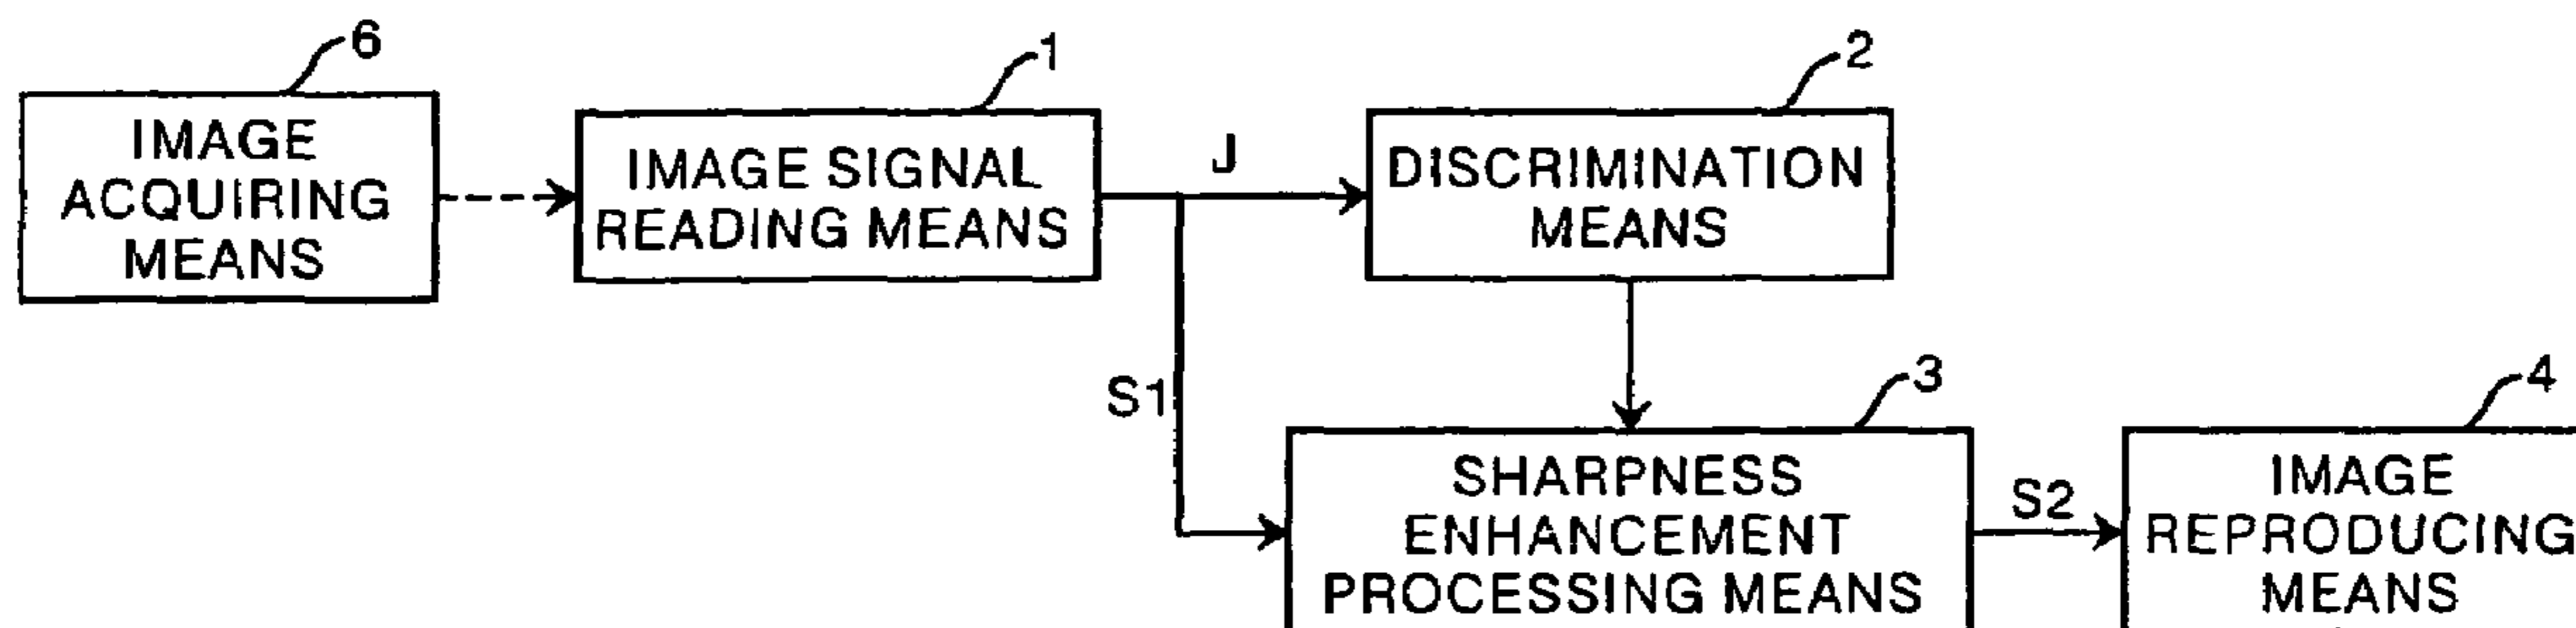 6
IMAGE
ACQUIRING
MEANS
1
IMAGE SIGNAL
READING MEANS
J
2
DISCRIMINATION
MEANS
S1
3
SHARPNESS
ENHANCEMENT
PROCESSING MEANS
S2
4
IMAGE
REPRODUCING
MEANS